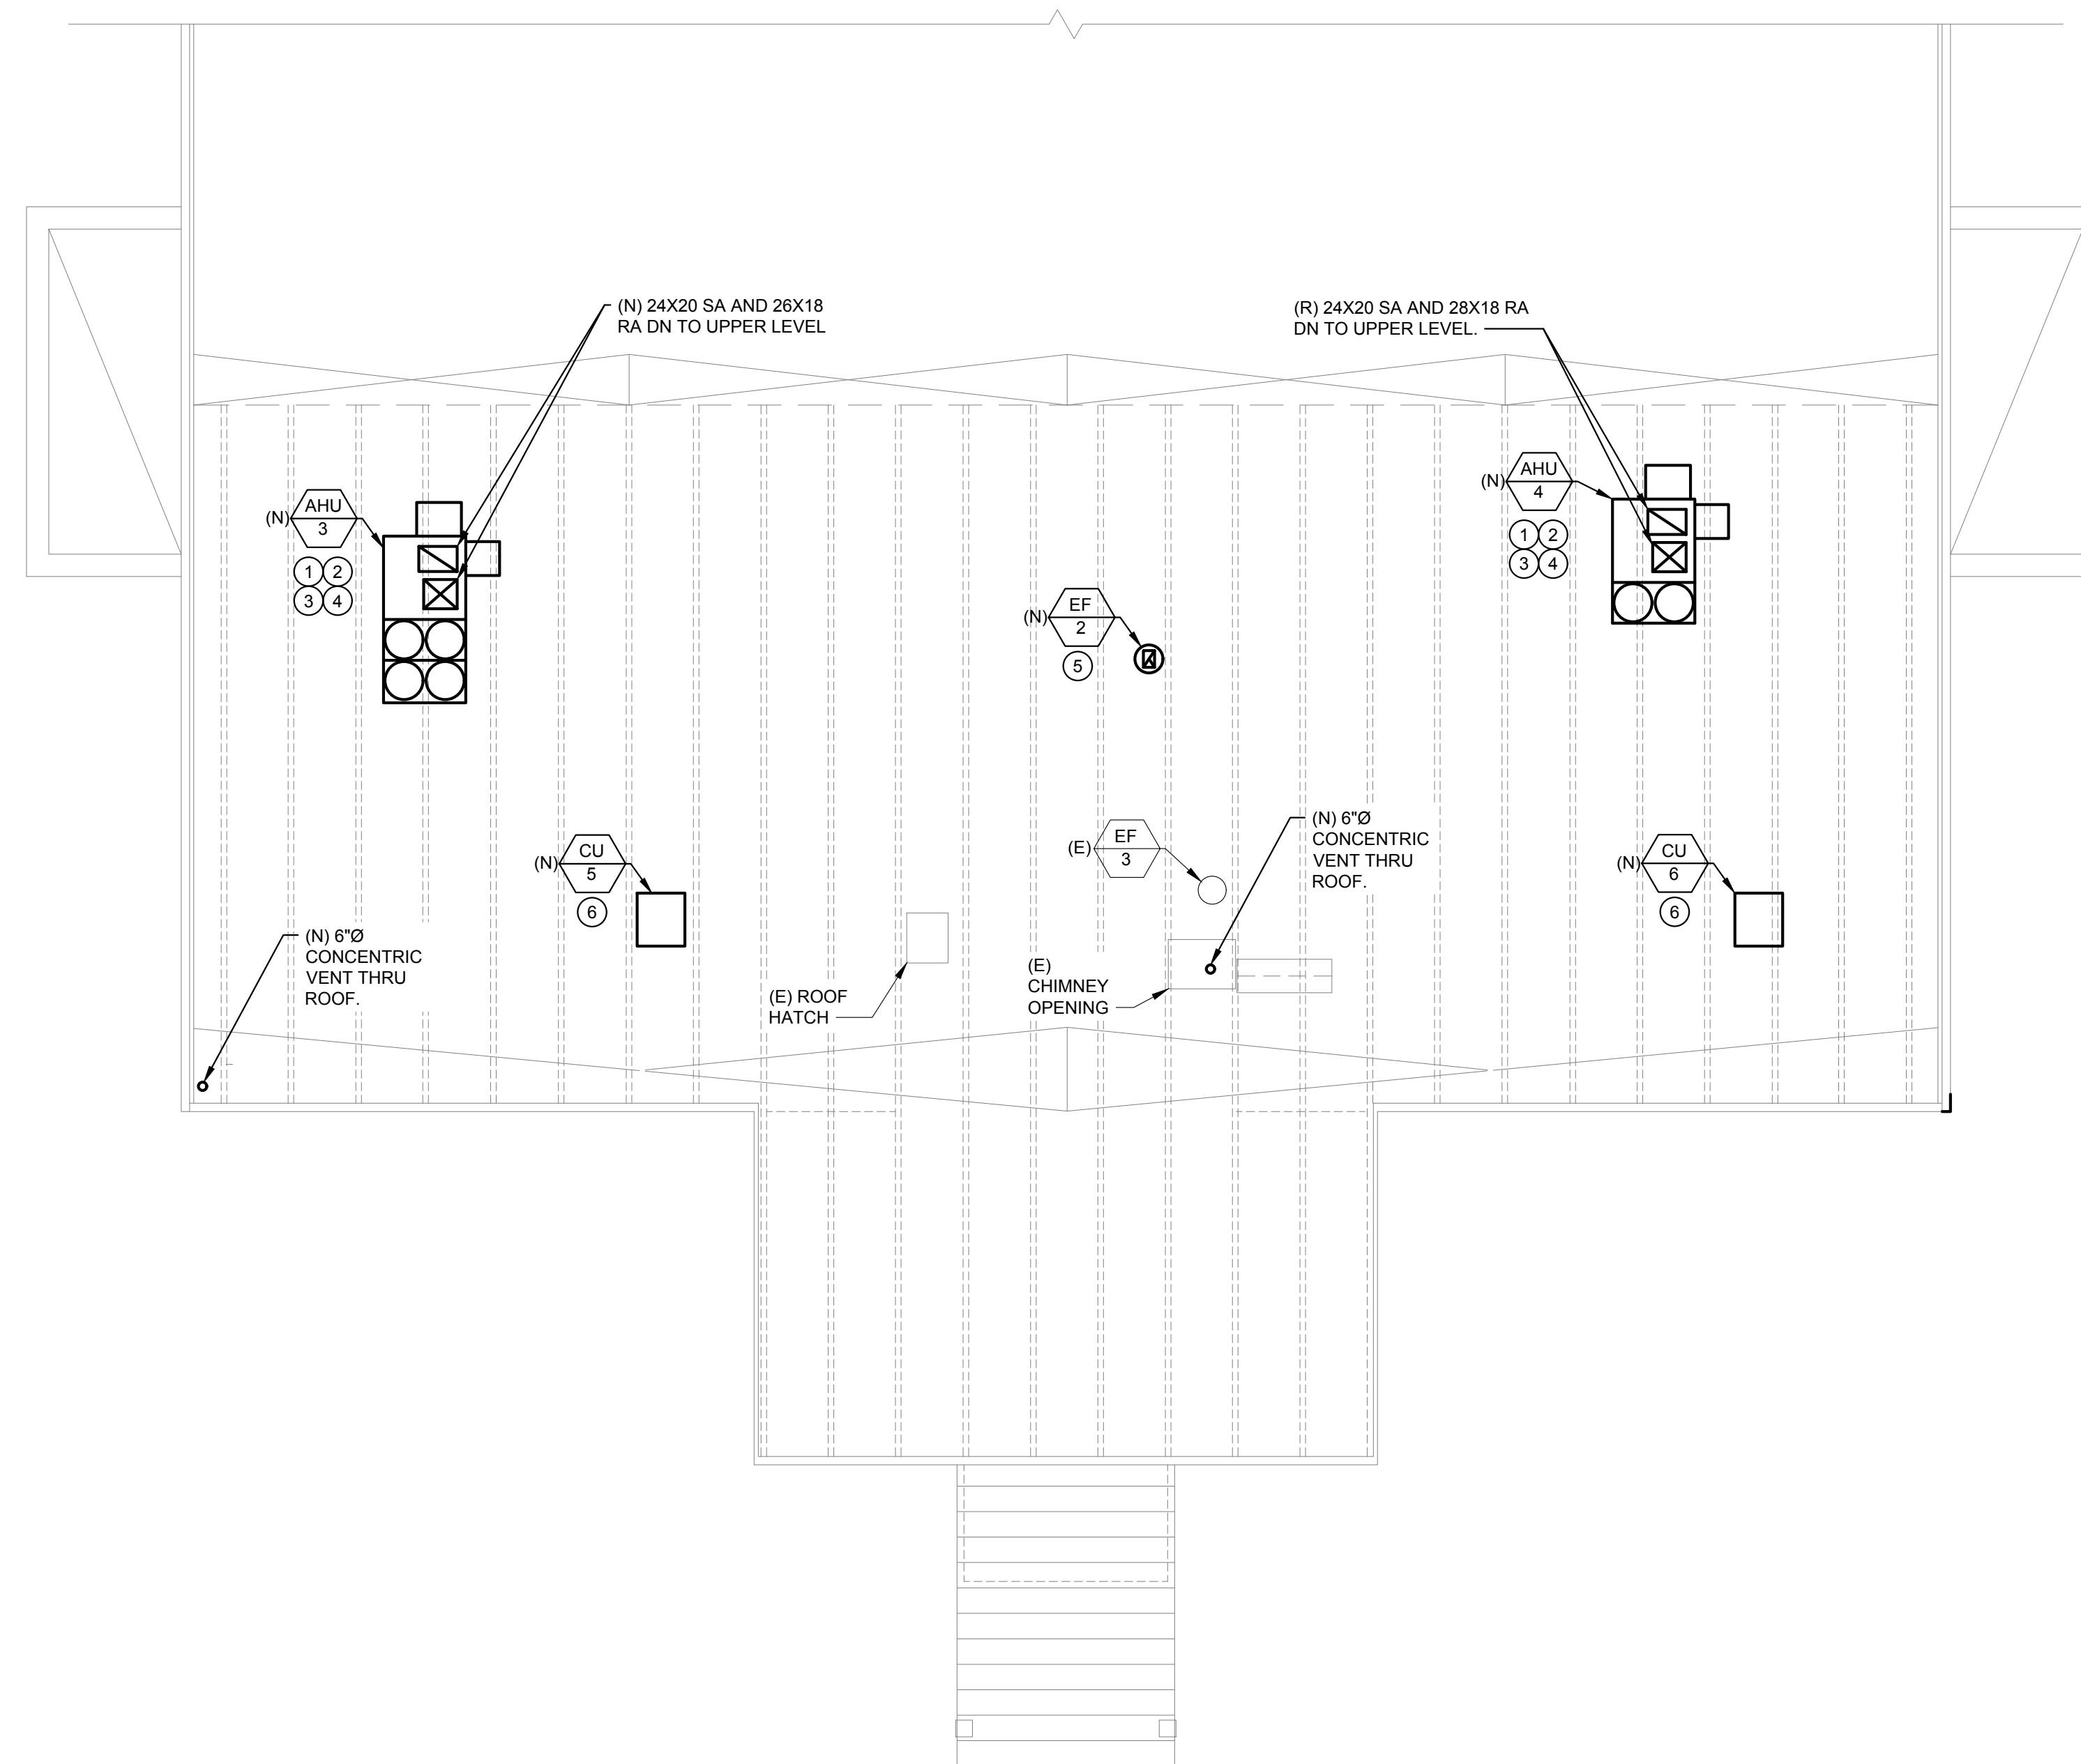 (N) 24X20 SA AND 26X18
RA DN TO UPPER LEVEL
(R) 24X20 SA AND 28X18 RA
DN TO UPPER LEVEL.
(N)
AHU
3
1 2
3 4
(N)
AHU
4
1 2
3 4
(N)
EF
2
5
(N)
CU
5
6
(E)
EF
3
(N) 6"Ø
CONCENTRIC
VENT THRU
ROOF.
(N)
CU
6
6
(N) 6"Ø
CONCENTRIC
VENT THRU
ROOF.
(E) ROOF
HATCH
(E)
CHIMNEY
OPENING